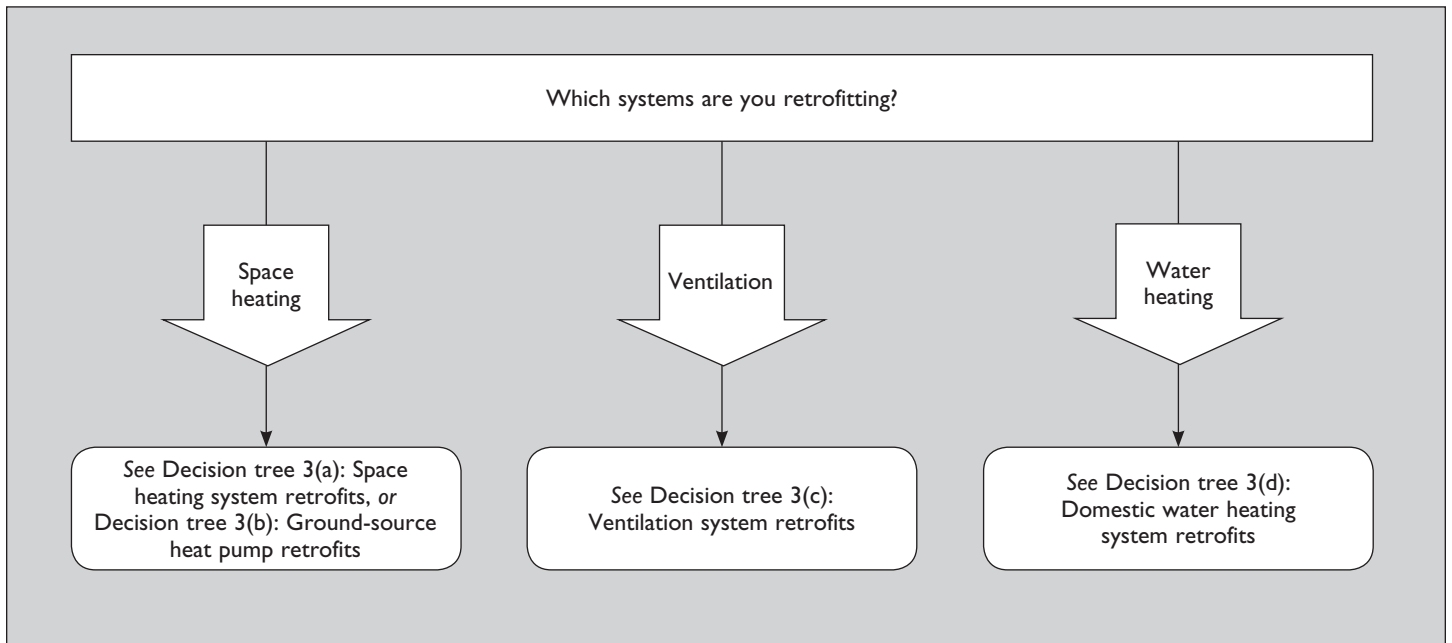 Which systems are you retrofitting?
Space
heating
Ventilation
Water
heating
See Decision tree 3(a): Space
heating system retrofits, or
Decision tree 3(b): Ground-source
heat pump retrofits
See Decision tree 3(c):
Ventilation system retrofits
See Decision tree 3(d):
Domestic water heating
system retrofits